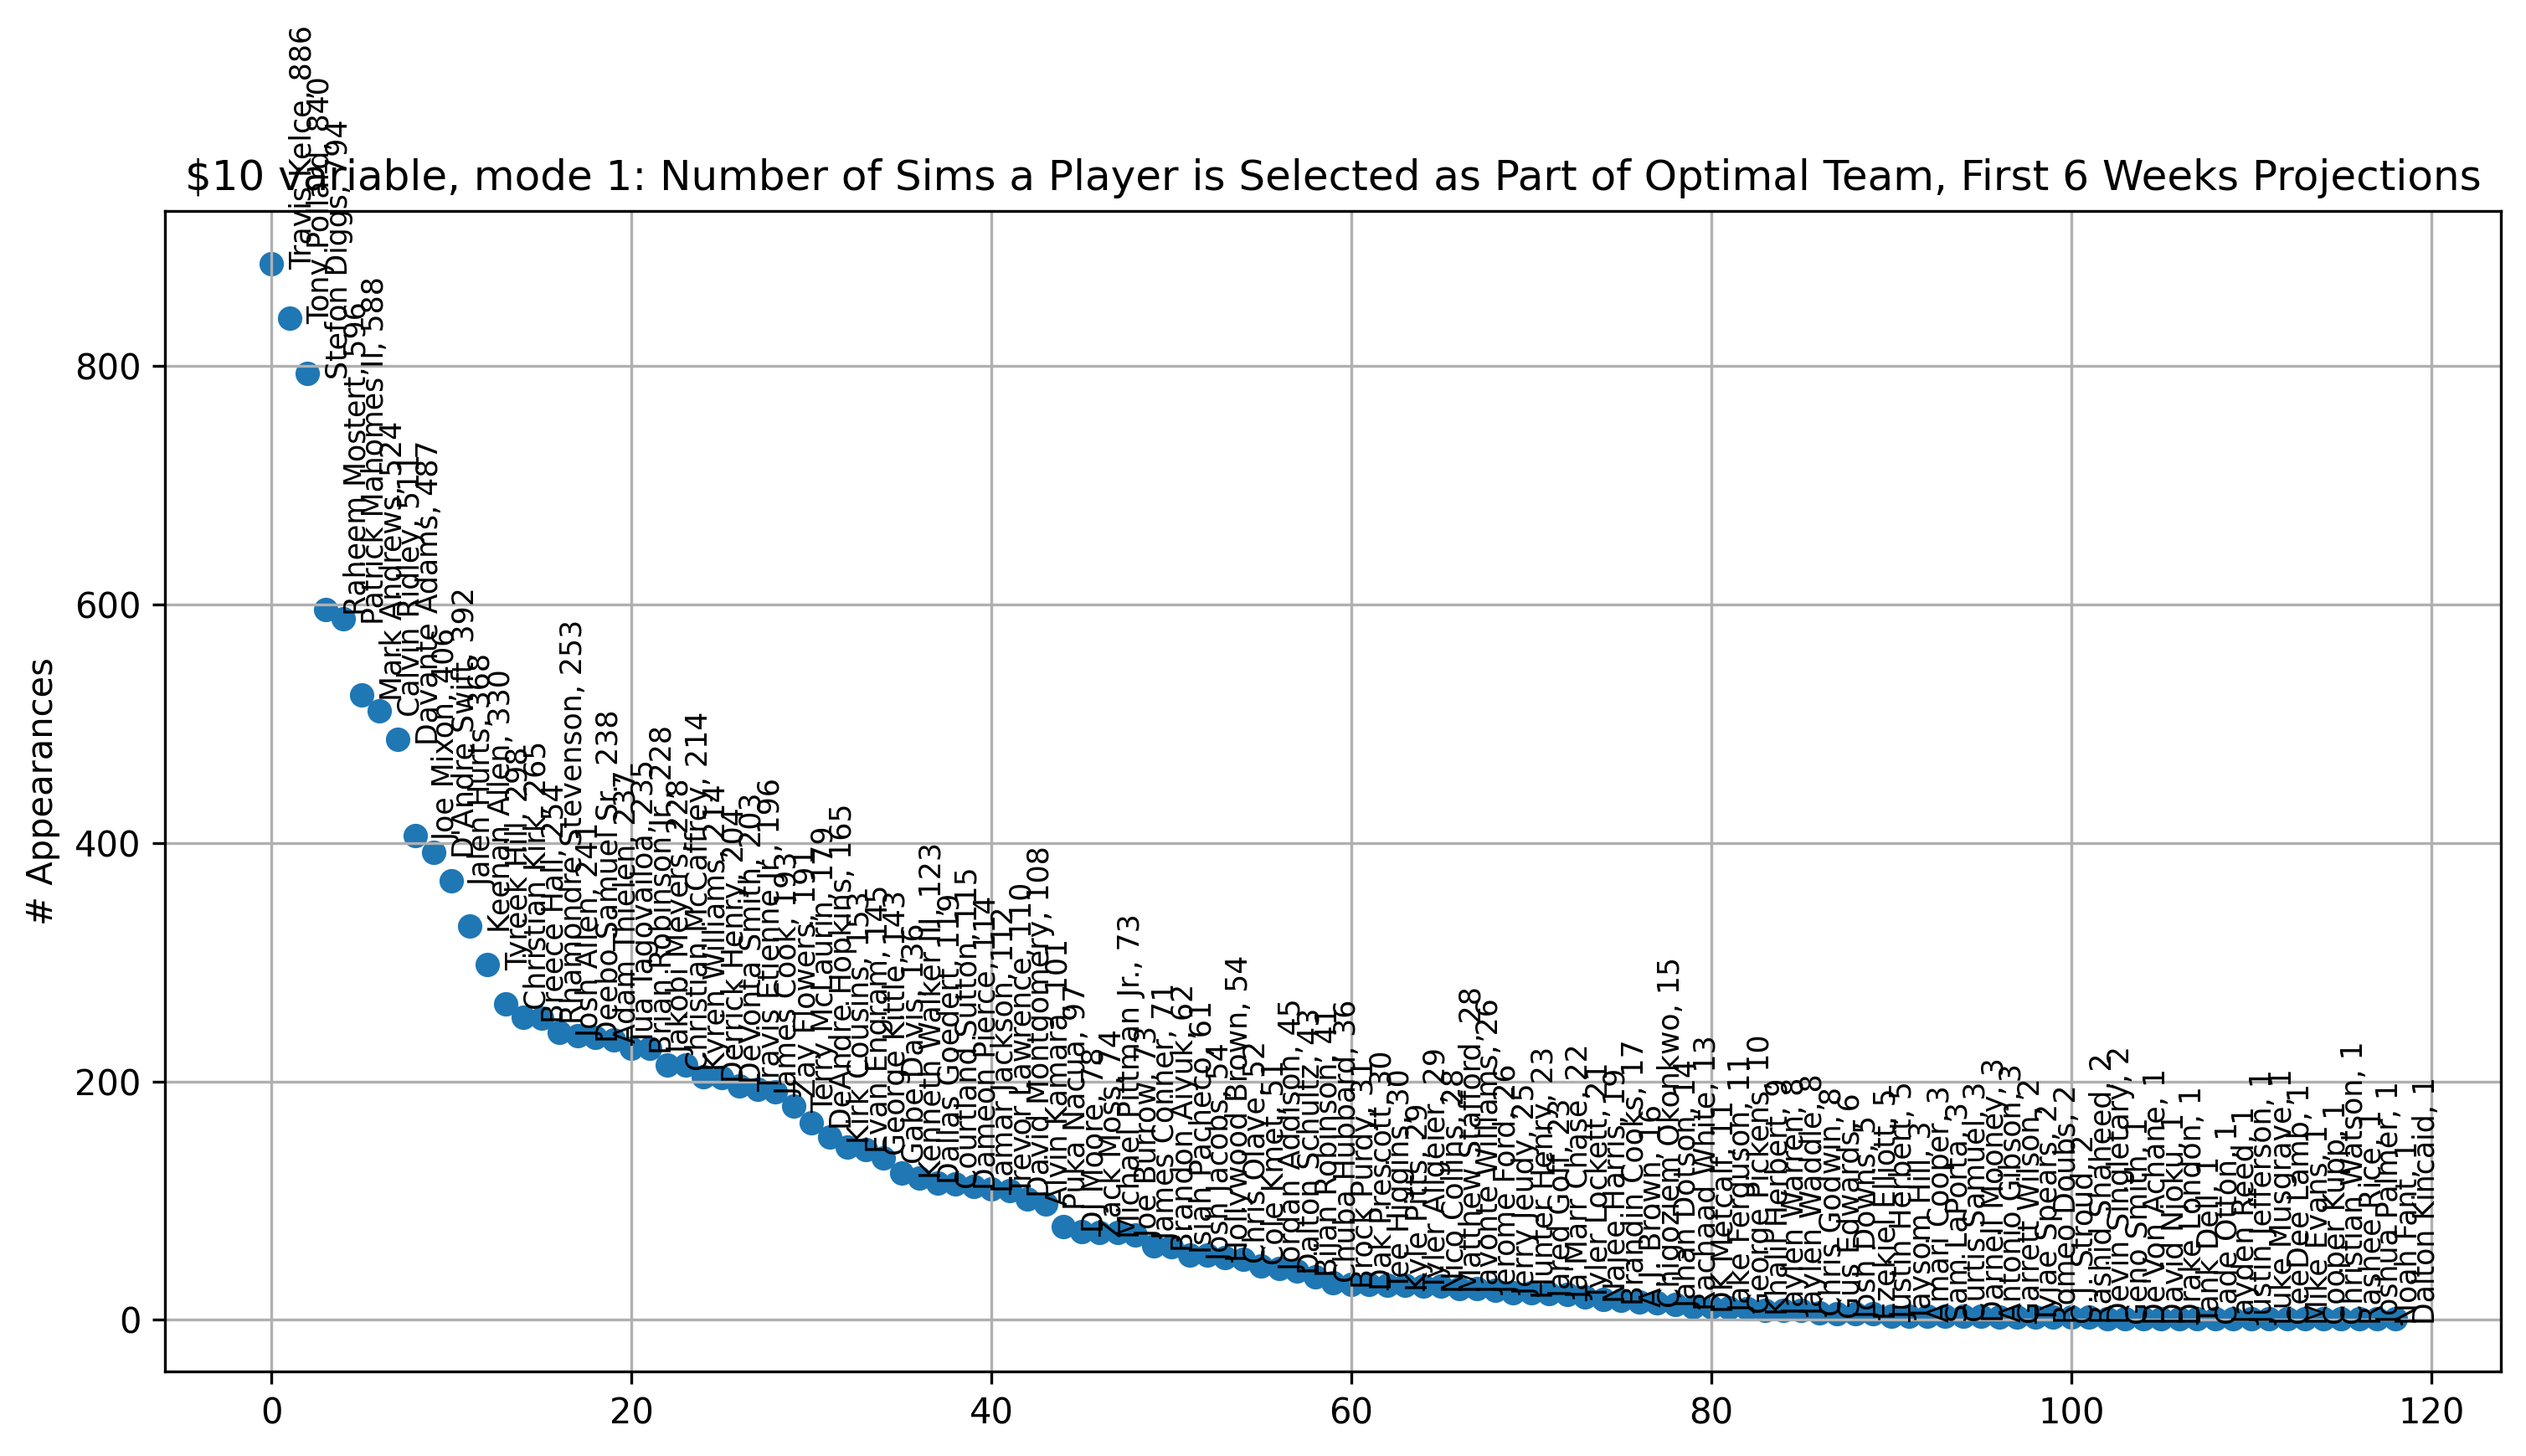 $10 variable, mode 1: Number of Sims a Player is Selected as Part of Optimal Team, First 6 Weeks Projections
# Appearances
800
600
400
200
0
0
20
40
60
80
100
120
Travis Kelce, 886
Tony Pollard, 840
Stefon Diggs, 794
Raheem Mostert, 596
Patrick Mahomes II, 588
Mark Andrews, 524
Calvin Ridley, 511
Davante Adams, 487
Joe Mixon, 406
D'Andre Swift, 392
Jalen Hurts, 368
Keenan Allen, 330
Tyreek Hill, 298
Christian Kirk, 265
Breece Hall, 254
Rhamondre Stevenson, 253
Josh Allen, 241
Deebo Samuel Sr., 238
Adam Thielen, 237
Tua Tagovailoa, 235
Brian Robinson Jr., 228
Jakobi Meyers, 228
Christian McCaffrey, 214
Kyren Williams, 214
Derrick Henry, 204
DeVonta Smith, 203
Travis Etienne Jr., 196
James Cook, 193
Zay Flowers, 191
Terry McLaurin, 179
DeAndre Hopkins, 165
Kirk Cousins, 153
Evan Engram, 145
George Kittle, 143
Gabe Davis, 136
Kenneth Walker III, 123
Dallas Goedert, 119
Courtland Sutton, 115
Dameon Pierce, 114
Lamar Jackson, 112
Trevor Lawrence, 110
David Montgomery, 108
Alvin Kamara, 101
Puka Nacua, 97
DJ Moore, 78
Zack Moss, 74
Michael Pittman Jr., 73
Joe Burrow, 73
James Conner, 71
Brandon Aiyuk, 62
Isiah Pacheco, 61
Josh Jacobs, 54
Hollywood Brown, 54
Chris Olave, 52
Cole Kmet, 51
Jordan Addison, 45
Dalton Schultz, 43
Bijan Robinson, 41
Chuba Hubbard, 36
Brock Purdy, 31
Dak Prescott, 30
Tee Higgins, 30
Kyle Pitts, 29
Tyler Allgeier, 29
Nico Collins, 28
Matthew Stafford, 28
Javonte Williams, 26
Jerome Ford, 26
Jerry Jeudy, 25
Hunter Henry, 23
Jared Goff, 23
Ja'Marr Chase, 22
Tyler Lockett, 21
Najee Harris, 19
Brandin Cooks, 17
A.J. Brown, 16
Chigoziem Okonkwo, 15
Jahan Dotson, 14
Rachaad White, 13
DK Metcalf, 11
Jake Ferguson, 11
George Pickens, 10
Khalil Herbert, 9
Jaylen Warren, 8
Jaylen Waddle, 8
Chris Godwin, 8
Gus Edwards, 6
Josh Downs, 5
Ezekiel Elliott, 5
Justin Herbert, 5
Taysom Hill, 3
Amari Cooper, 3
Sam LaPorta, 3
Curtis Samuel, 3
Darnell Mooney, 3
Antonio Gibson, 3
Garrett Wilson, 2
Tyjae Spears, 2
Romeo Doubs, 2
C.J. Stroud, 2
Rashid Shaheed, 2
Devin Singletary, 2
Geno Smith, 1
De'Von Achane, 1
David Njoku, 1
Drake London, 1
Tank Dell, 1
Cade Otton, 1
Jayden Reed, 1
Justin Jefferson, 1
Luke Musgrave, 1
CeeDee Lamb, 1
Mike Evans, 1
Cooper Kupp, 1
Christian Watson, 1
Rashee Rice, 1
Joshua Palmer, 1
Noah Fant, 1
Dalton Kincaid, 1